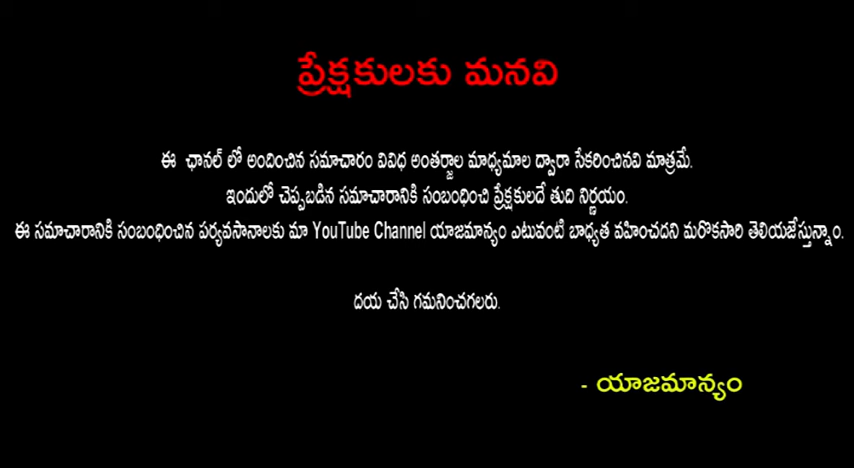 ప్రేక్షకులకు మనవి
ఈ ఛానల్ లో అందించిన సమాచారం వివిధ అంతర్జాల మాధ్యమాల ద్వారా సేకరించినవి మాత్రమే.
ఇందులో చెప్పబడిన సమాచారానికి సంబంధించి ప్రేక్షకులదే తుది నిర్ణయం.
ఈ సమాచారానికి సంబంధించిన పర్యవసానాలకు మా YouTube Channel యాజమాన్యం ఎటువంటి బాధ్యత వహించదని మరొకసారి తెలియజేస్తున్నాం.
దయ చేసి గమనించగలరు.
- యాజమాన్యం